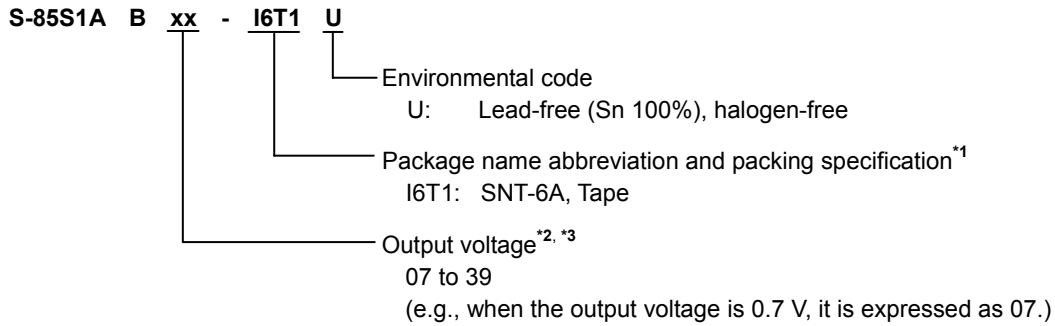 S-85S1A B xx - I6T1 U
Environmental code
U: Lead-free (Sn 100%), halogen-free
Package name abbreviation and packing specification*1
I6T1: SNT-6A, Tape
Output voltage*2, *3
07 to 39
(e.g., when the output voltage is 0.7 V, it is expressed as 07.)